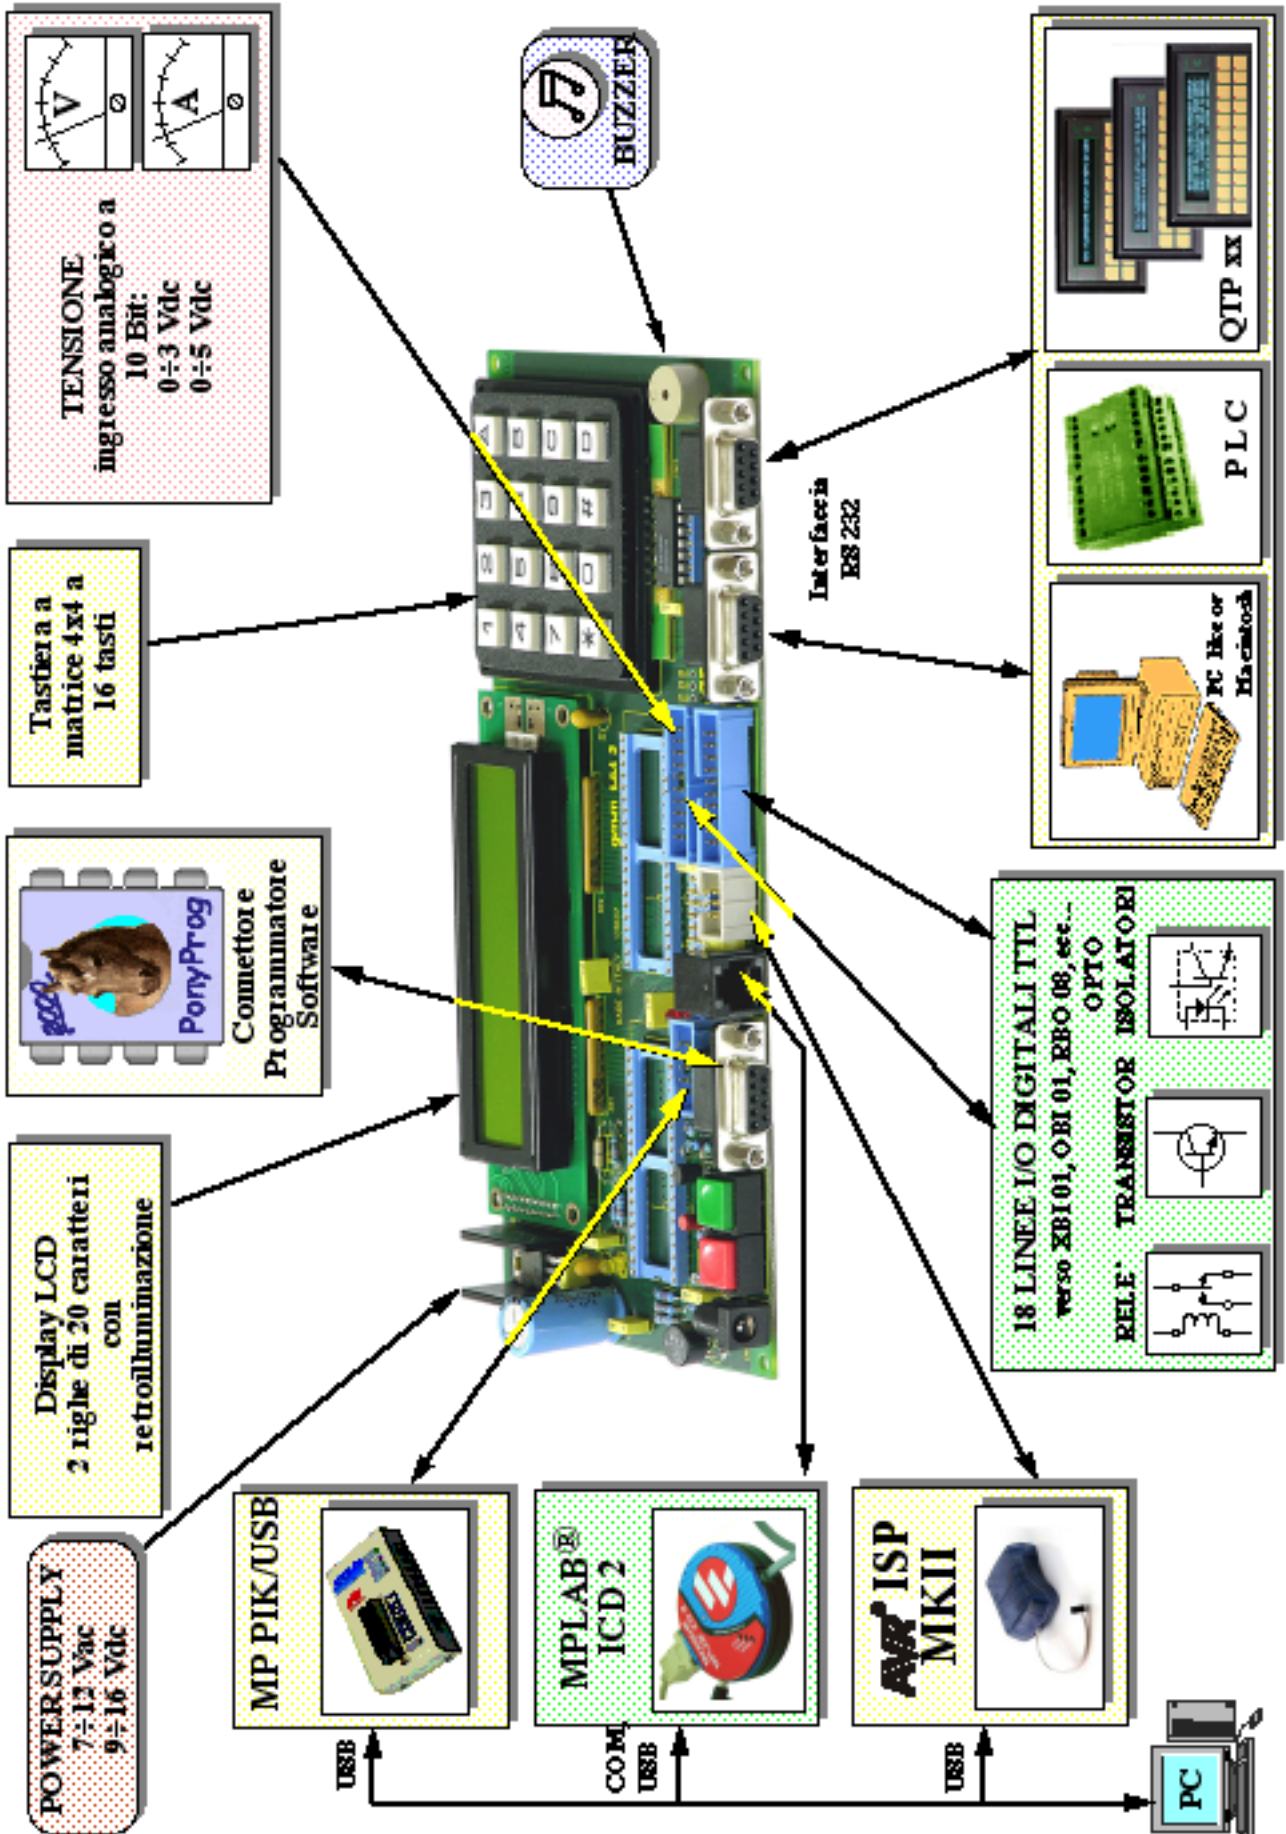 POWER SUPPLY
7÷12 Vac
9÷16 Vdc
Display LCD
2 righe di 20 caratteri
con
retroilluminazione
PonyProg
Connettore
Programmatore
Software
Tastiera a
matrice 4x4 a
16 tasti
TENSIONE
ingresso analogico a
10 Bit:
0÷3 Vdc
0÷5 Vdc
V
A
BUZZER
MP PIK/USB
USB
MPLAB®
ICD 2
COM,
USB
AVR ISP
MKII
USB
PC
Interfaccia
RS 232
18 LINEE I/O DIGITALI TTL
verso XBI 01, OBI 01, RBO 08, ecc...
OPTO
RELE' TRANSISTOR ISOLATORI
PC like or
Macintosh
PLC
QTP xx